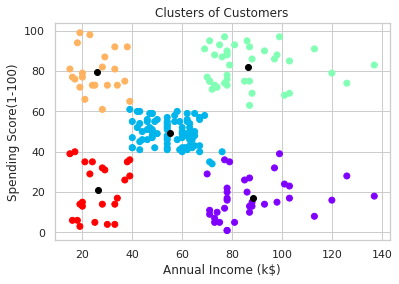 Clusters of Customers
Spending Score(1-100)
100
80
60
40
20
0
20 40 60 80 100 120 140
Annual Income (k$)